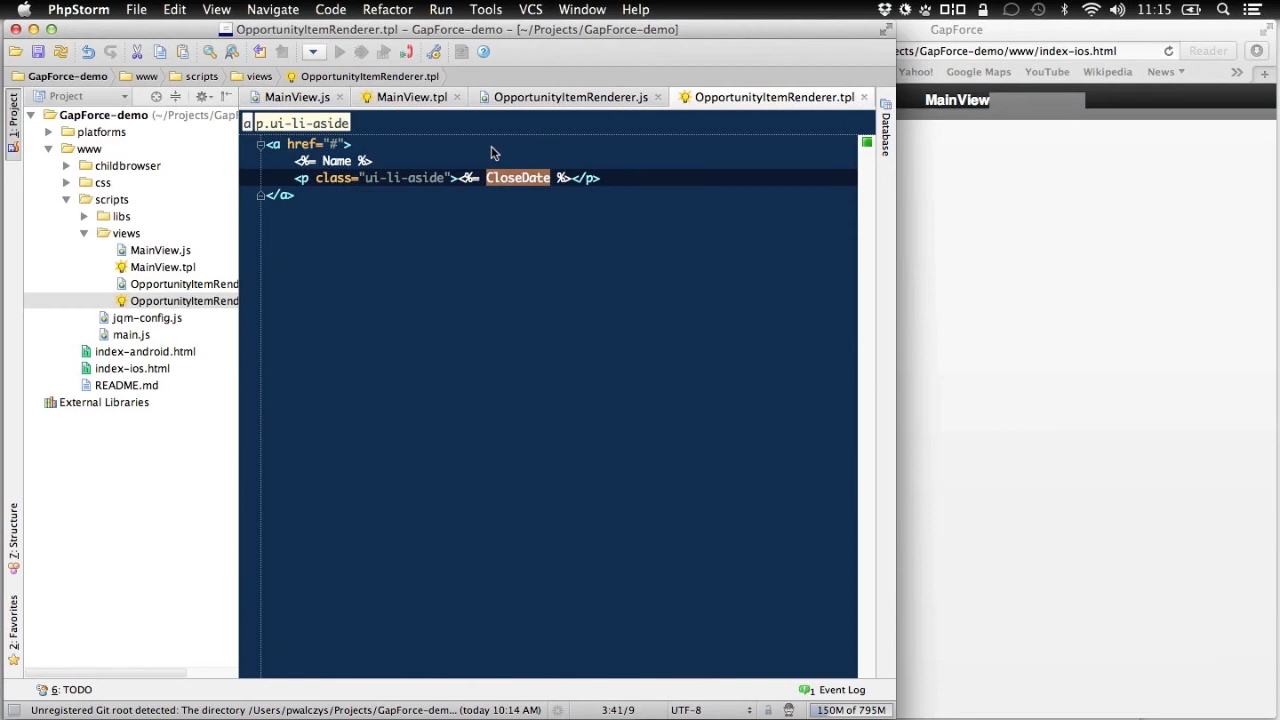 PhpStorm File Edit View Navigate Code Refactor Run Tools VCS Window Help 11:15
OpportunityItemRenderer.tpl - GapForce-demo - [~/Projects/GapForce-demo]
GapForce
ects/GapForce-demo/www/index-ios.html Reader
GapForce-demo www scripts views OpportunityItemRenderer.tpl
Yahoo! Google Maps YouTube Wikipedia News
1: Project
Project
MainView.js MainView.tpl OpportunityItemRenderer.js OpportunityItemRenderer.tpl
MainView
Database
GapForce-demo (~/Projects/Gapl
platforms
www
childbrowser
css
scripts
libs
views
MainView.js
MainView.tpl
OpportunityItemRend
OpportunityItemRend
jqm-config.js
main.js
index-android.html
index-ios.html
README.md
External Libraries
a p.ui-li-aside
<a href="#">
<%= Name %>
<p class="ui-li-aside"><%= CloseDate %></p>
</a>
7: Structure
2: Favorites
6: TODO
Event Log
Unregistered Git root detected: The directory /Users/pwalczys/Projects/GapForce-dem... (today 10:14 AM) 3:41/9 UTF-8 150M of 795M